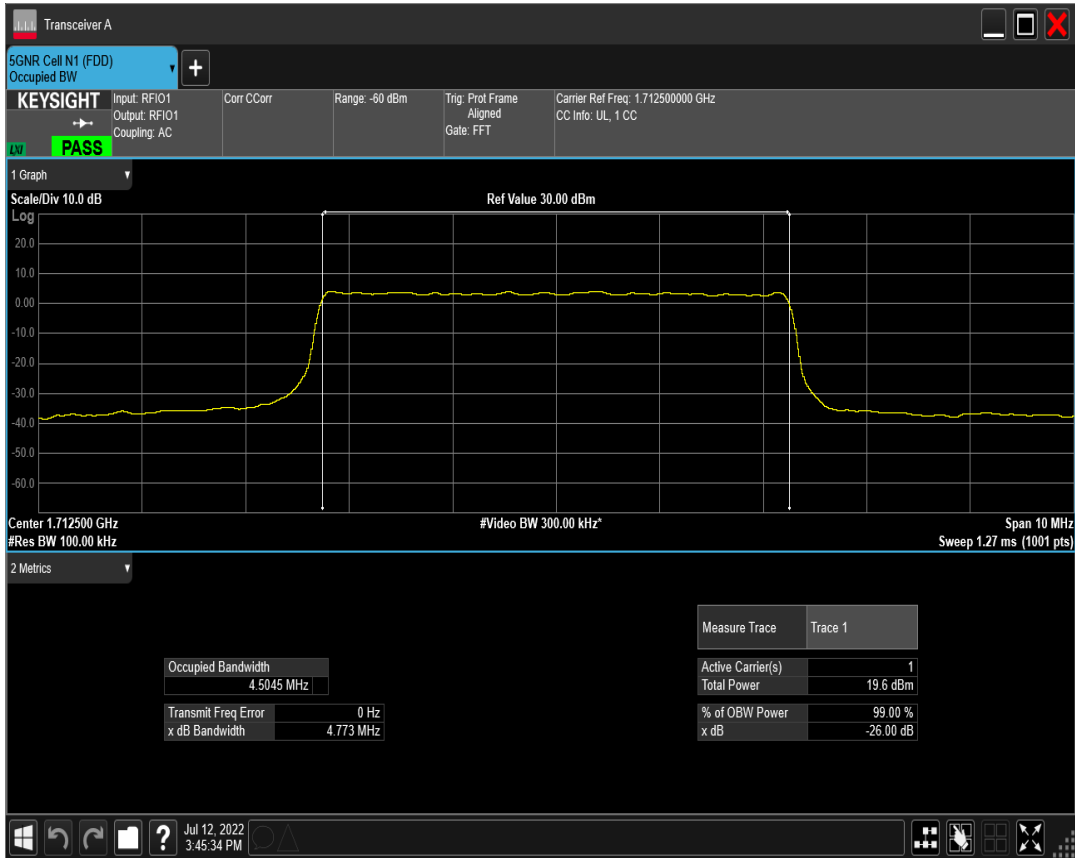 Transceiver A
5GNR Cell N1 (FDD)
Occupied BW
+
KEYSIGHT
LXI
PASS
Input: RFIO1
Output: RFIO1
Coupling: AC
Corr CCorr
Range: -60 dBm
Trig: Prot Frame
Aligned
Gate: FFT
Carrier Ref Freq: 1.712500000 GHz
CC Info: UL, 1 CC
1 Graph
Scale/Div 10.0 dB
Ref Value 30.00 dBm
Log
20.0
10.0
0.00
-10.0
-20.0
-30.0
-40.0
-50.0
-60.0
Center 1.712500 GHz
#Video BW 300.00 kHz*
Span 10 MHz
#Res BW 100.00 kHz
Sweep 1.27 ms (1001 pts)
2 Metrics
Measure Trace Trace 1
Occupied Bandwidth
4.5045 MHz
Active Carrier(s) 1
Total Power 19.6 dBm
Transmit Freq Error 0 Hz
x dB Bandwidth 4.773 MHz
% of OBW Power 99.00 %
x dB -26.00 dB
?
Jul 12, 2022
3:45:34 PM